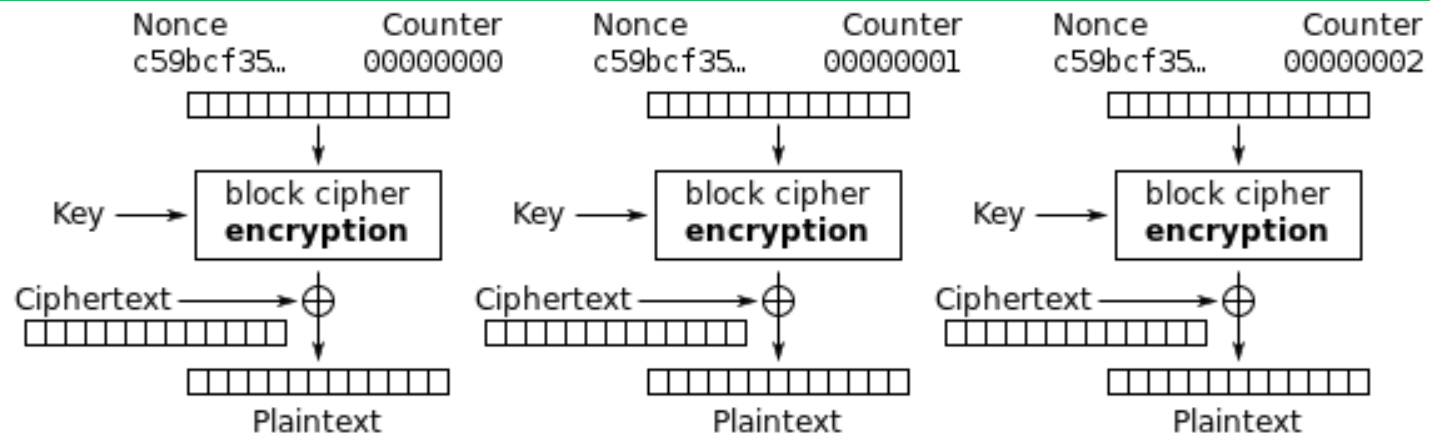 Nonce Counter Nonce Counter Nonce Counter
c59bcf35… 00000000 c59bcf35… 00000001 c59bcf35… 00000002
block cipher block cipher block cipher
Key encryption Key encryption Key encryption
Ciphertext Ciphertext Ciphertext
Plaintext Plaintext Plaintext